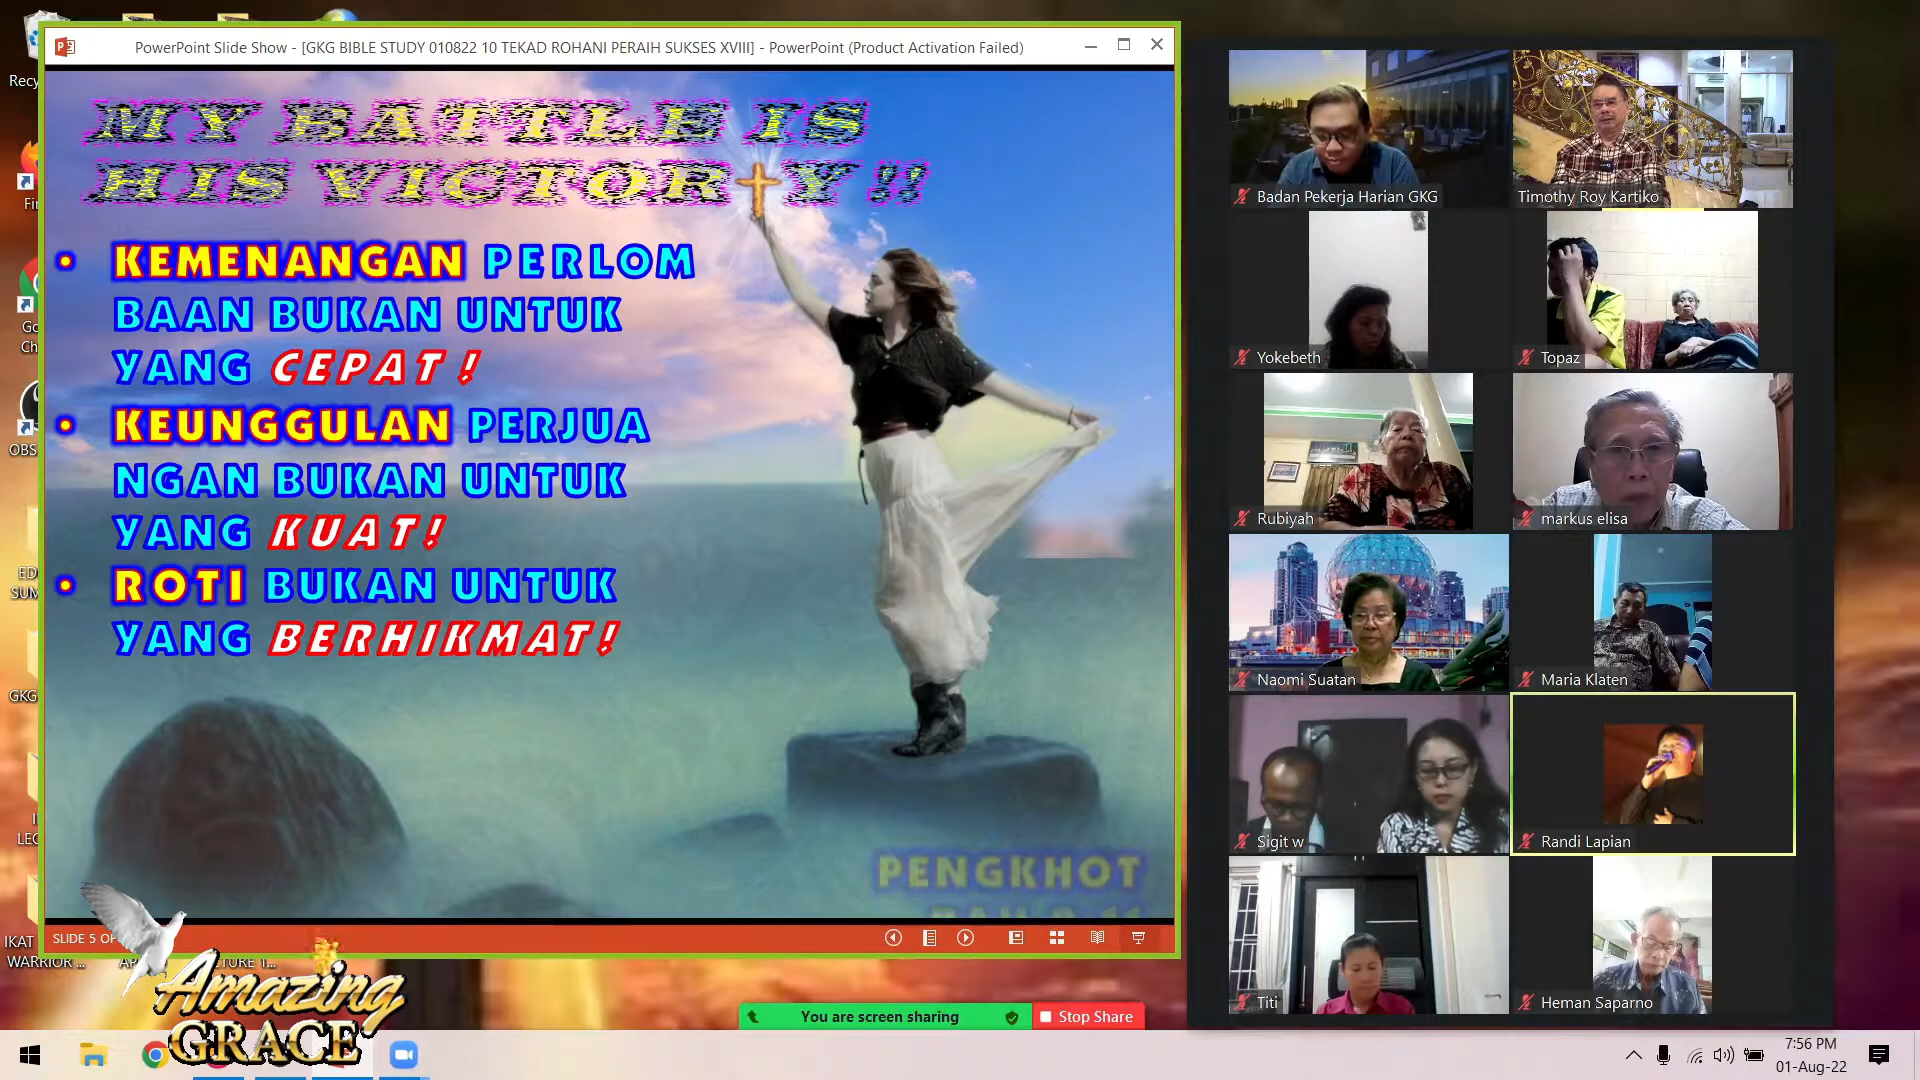 PowerPoint Slide Show - [GKG BIBLE STUDY 010822 10 TEKAD ROHANI PERAIH SUKSES XVIII] - PowerPoint (Product Activation Failed)
MY BATTLE IS
HIS VICTORY !!
• KEMENANGAN PERLOM
BAAN BUKAN UNTUK
YANG CEPAT !
• KEUNGGULAN PERJUA
NGAN BUKAN UNTUK
YANG KUAT!
• ROTI BUKAN UNTUK
YANG BERHIKMAT!
PENGKHOT
SLIDE 5 OF
Amazing
GRACE
Badan Pekerja Harian GKG
Timothy Roy Kartiko
Yokebeth
Topaz
Rubiyah
markus elisa
Naomi Suatan
Maria Klaten
Sigit w
Randi Lapian
Titi
Heman Saparno
You are screen sharing
Stop Share
OBS
GKG
IKAT
WARRIOR ...
7:56 PM
01-Aug-22